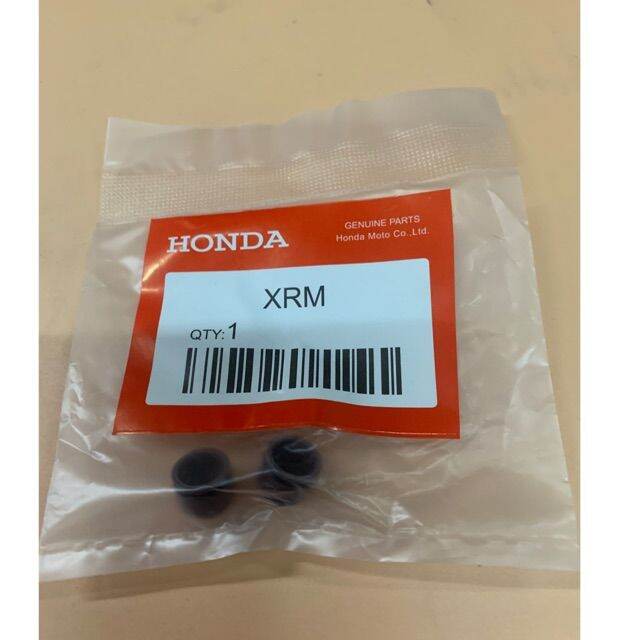 GENUINE PARTS
HONDA
Honda Moto Co.,Ltd.
XRM
QTY:1